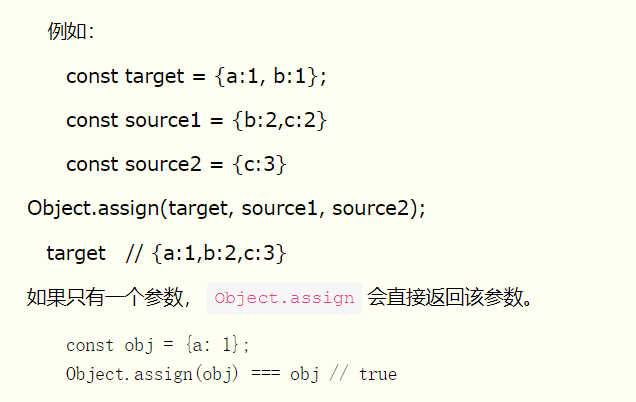 例如：
const target = {a:1, b:1};
const source1 = {b:2,c:2}
const source2 = {c:3}
Object.assign(target, source1, source2);
target // {a:1,b:2,c:3}
如果只有一个参数， Object.assign 会直接返回该参数。
const obj = {a: 1};
Object.assign(obj) === obj // true